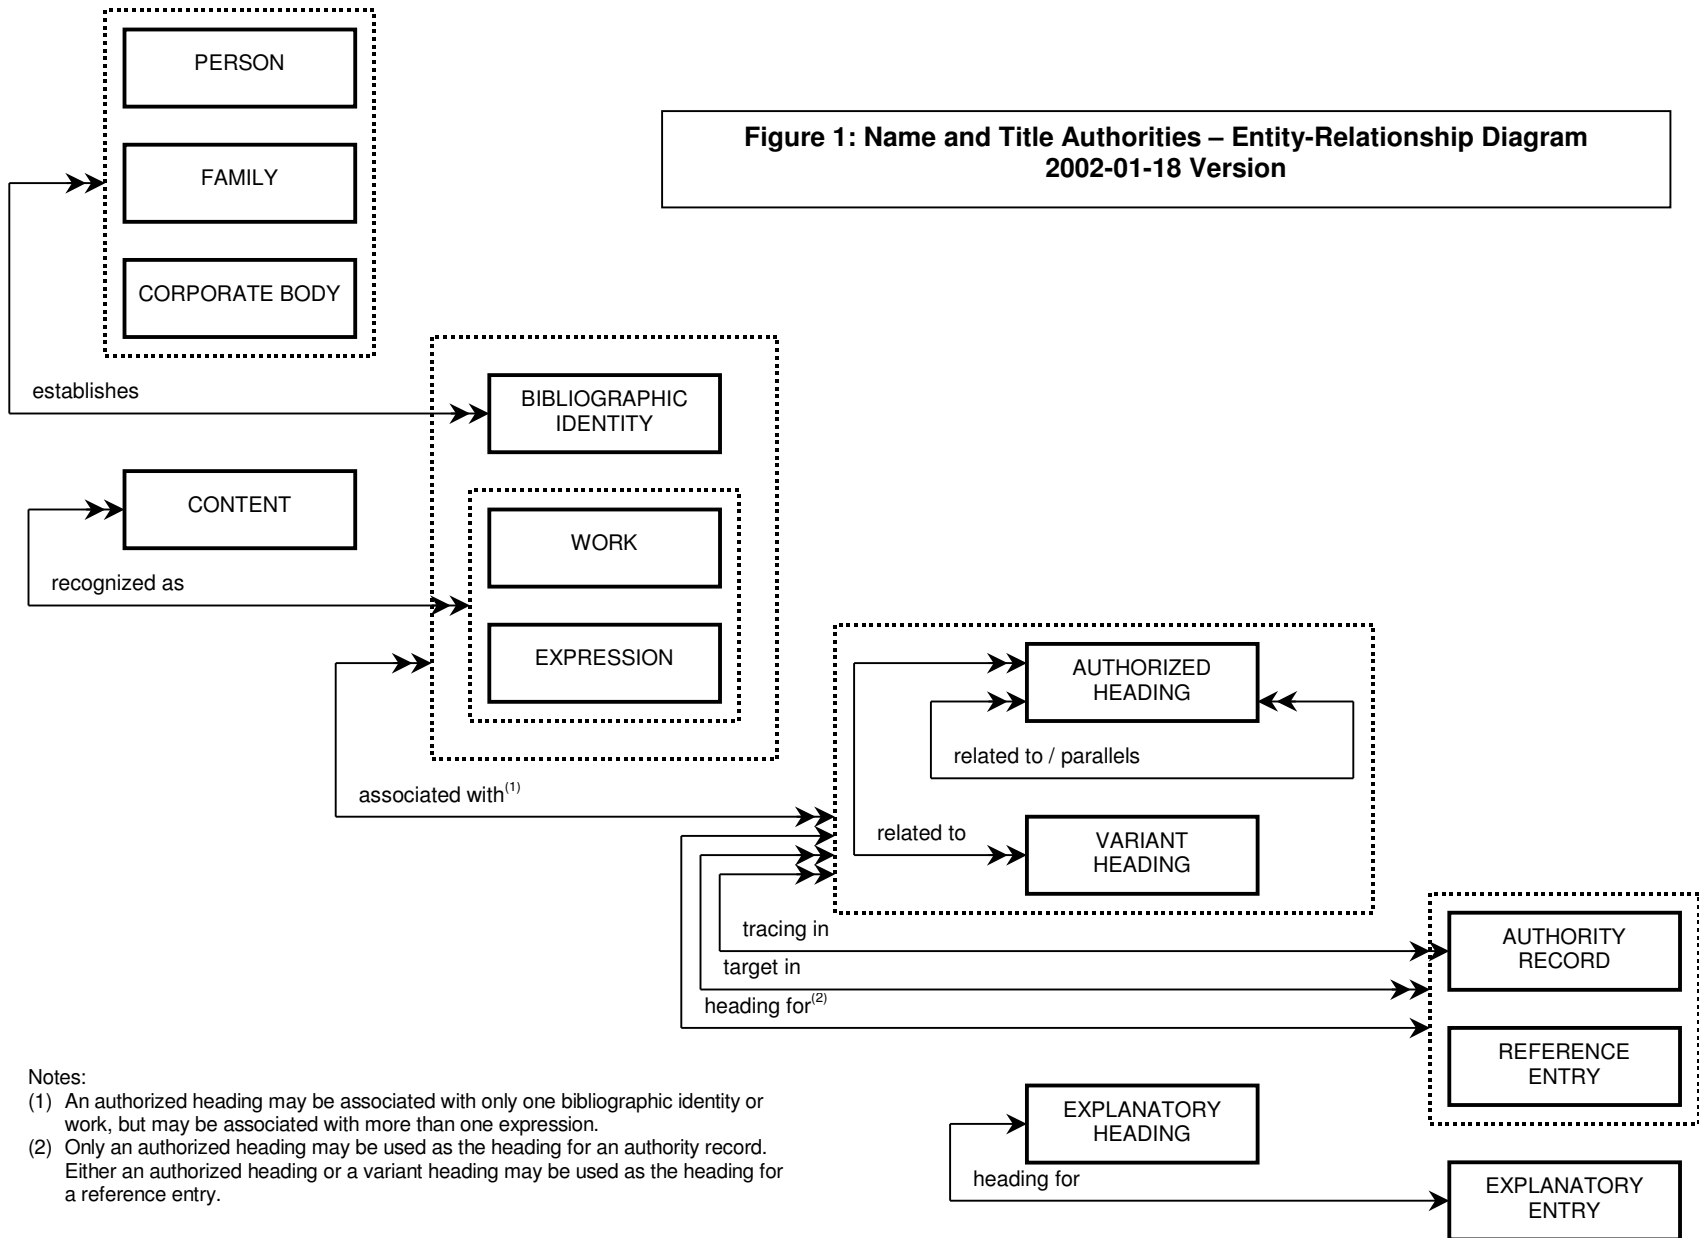 PERSON
Figure 1: Name and Title Authorities – Entity-Relationship Diagram
2002-01-18 Version
FAMILY
CORPORATE BODY
establishes
BIBLIOGRAPHIC
IDENTITY
CONTENT
WORK
recognized as
EXPRESSION
AUTHORIZED
HEADING
related to / parallels
associated with(1)
related to
VARIANT
HEADING
tracing in
AUTHORITY
RECORD
target in
heading for(2)
REFERENCE
ENTRY
Notes:
(1) An authorized heading may be associated with only one bibliographic identity or
work, but may be associated with more than one expression.
(2) Only an authorized heading may be used as the heading for an authority record.
Either an authorized heading or a variant heading may be used as the heading for
a reference entry.
EXPLANATORY
HEADING
heading for
EXPLANATORY
ENTRY